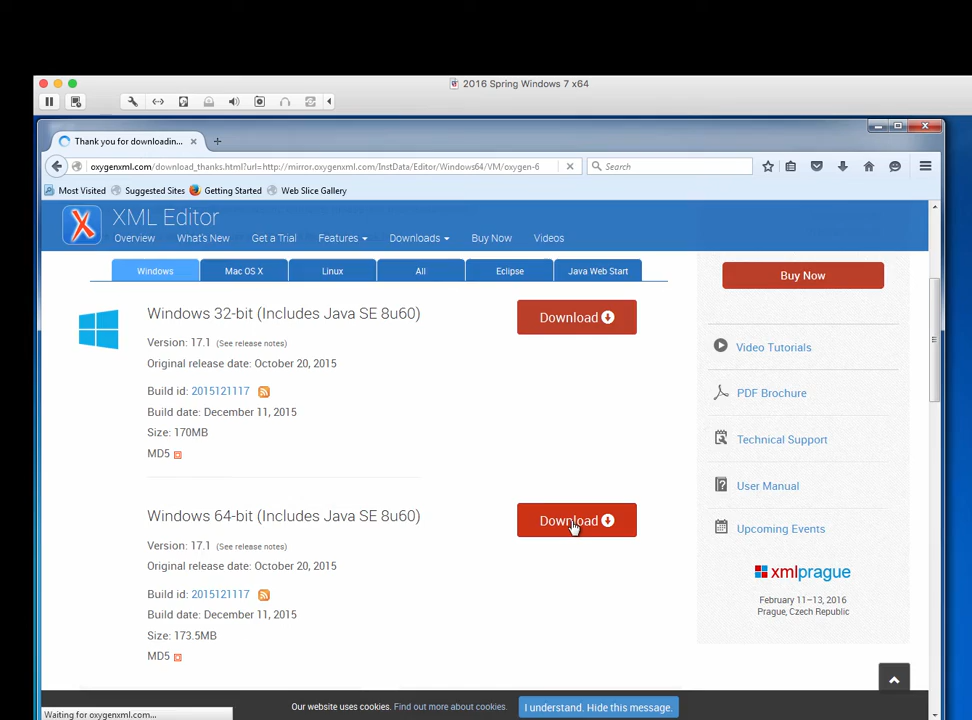 2016 Spring Windows 7 x64
Thank you for downloadin...
oxygenxml.com/download_thanks.html?url=http://mirror.oxygenxml.com/InstData/Editor/Windows64/VM/oxygen-6
Search
Most Visited Suggested Sites Getting Started Web Slice Gallery
XML Editor
Overview What's New Get a Trial Features Downloads Buy Now Videos
Windows Mac OS X Linux All Eclipse Java Web Start
Buy Now
Windows 32-bit (Includes Java SE 8u60)
Download
Version: 17.1 (See release notes)
Video Tutorials
Original release date: October 20, 2015
Build id: 2015121117
PDF Brochure
Build date: December 11, 2015
Size: 170MB
Technical Support
MD5
User Manual
Windows 64-bit (Includes Java SE 8u60)
Download
Upcoming Events
Version: 17.1 (See release notes)
Original release date: October 20, 2015
xmlprague
Build id: 2015121117
February 11–13, 2016
Build date: December 11, 2015
Prague, Czech Republic
Size: 173.5MB
MD5
Our website uses cookies. Find out more about cookies. I understand. Hide this message.
Waiting for oxygenxml.com...